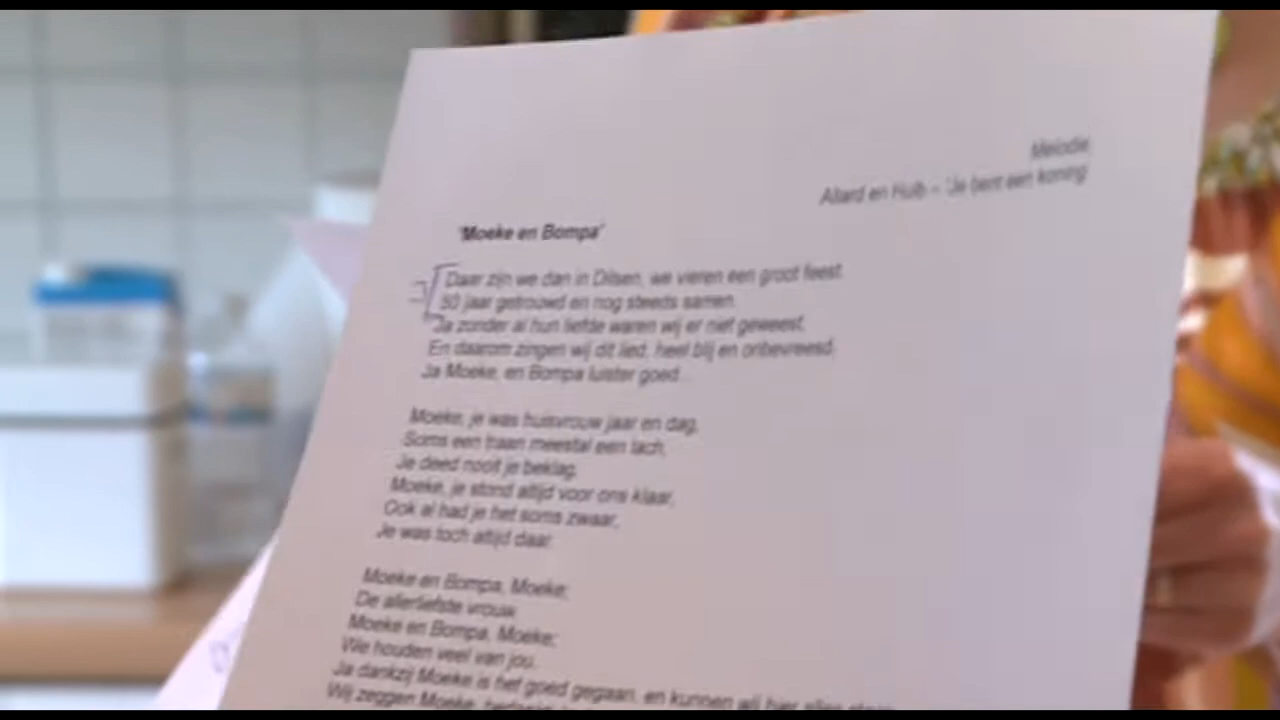 Melodie
Allard en Huib – 'Je bent een koning
'Moeke en Bompa'
Daar zijn we dan in Dilsen, we vieren een groot feest
50 jaar getrouwd en nog steeds samen
Ja zonder al hun liefde waren wij er niet geweest,
En daarom zingen wij dit lied, heel blij en onbevreesd,
Ja Moeke, en Bompa luister goed...
Moeke, je was huisvrouw jaar en dag,
Soms een traan meestal een lach,
Je deed nooit je beklag,
Moeke, je stond altijd voor ons klaar,
Ook al had je het soms zwaar,
Je was toch altijd daar.
Moeke en Bompa, Moeke;
De allerliefste vrouw.
Moeke en Bompa, Moeke;
We houden veel van jou.
Ja dankzij Moeke is het goed gegaan, en kunnen wij hier
Wij zeggen Moeke,